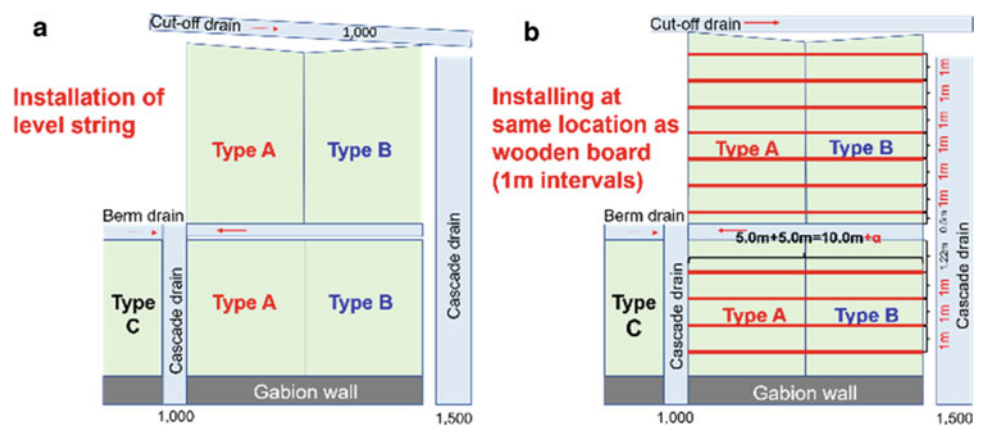 a
Cut-off drain
1,000
Installation of
level string
Type A
Type B
Berm drain
Type
C
Cascade drain
Type A
Type B
Cascade drain
Gabion wall
1,000
1,500
b
Cut-off drain
Installing at
same location as
wooden board
(1m intervals)
Type A
Type B
1m
1m
1m
1m
1m
1m
Berm drain
5.0m+5.0m=10.0m+α
1.22m
1m
1m
1m
Type
C
Cascade drain
Type A
Type B
Cascade drain
Gabion wall
1,000
1,500